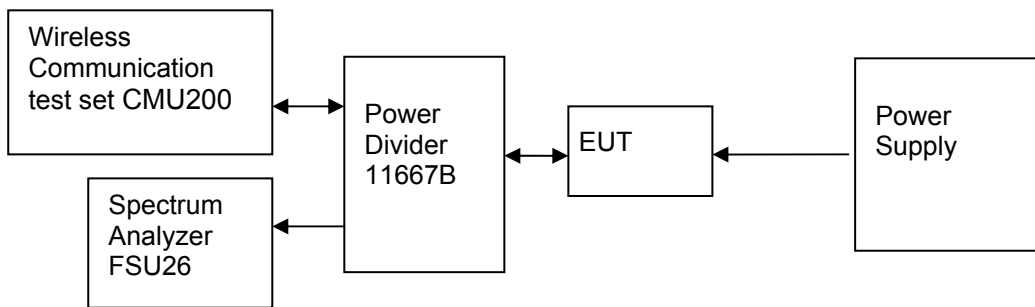 Wireless
Communication
test set CMU200
Power
Divider
11667B
EUT
Power
Supply
Spectrum
Analyzer
FSU26